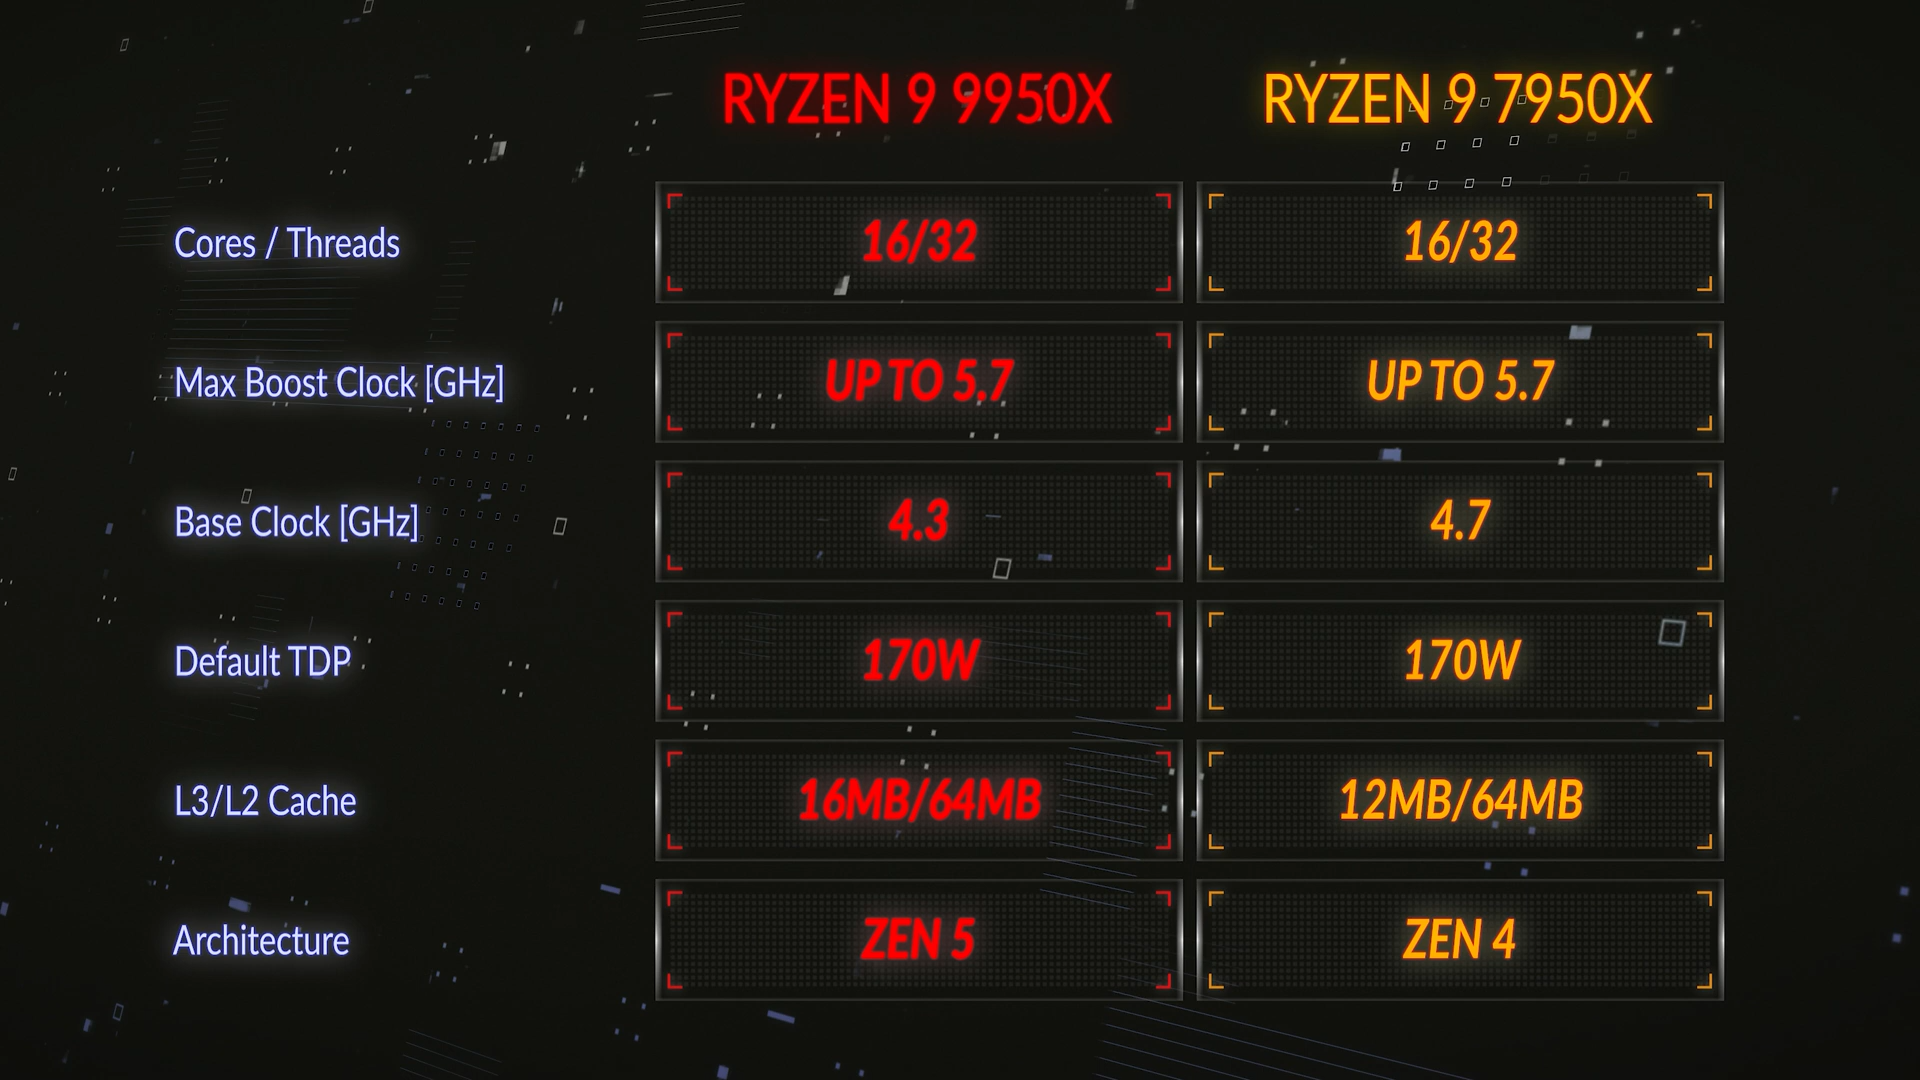 RYZEN 9 9950X RYZEN 9 7950X
Cores / Threads 16/32 16/32
Max Boost Clock [GHz] UP TO 5.7 UP TO 5.7
Base Clock [GHz] 4.3 4.7
Default TDP 170W 170W
L3/L2 Cache 16MB/64MB 12MB/64MB
Architecture ZEN 5 ZEN 4